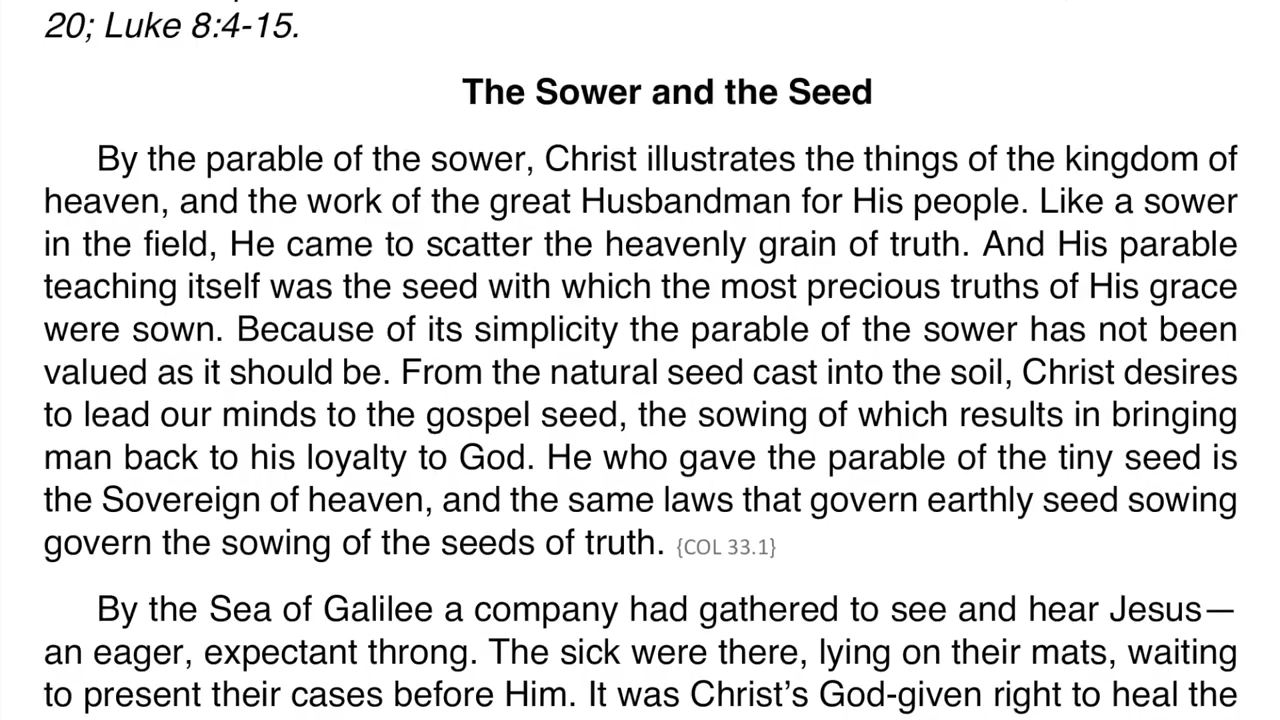 20; Luke 8:4-15.
The Sower and the Seed
By the parable of the sower, Christ illustrates the things of the kingdom of
heaven, and the work of the great Husbandman for His people. Like a sower
in the field, He came to scatter the heavenly grain of truth. And His parable
teaching itself was the seed with which the most precious truths of His grace
were sown. Because of its simplicity the parable of the sower has not been
valued as it should be. From the natural seed cast into the soil, Christ desires
to lead our minds to the gospel seed, the sowing of which results in bringing
man back to his loyalty to God. He who gave the parable of the tiny seed is
the Sovereign of heaven, and the same laws that govern earthly seed sowing
govern the sowing of the seeds of truth. {COL 33.1}
By the Sea of Galilee a company had gathered to see and hear Jesus—
an eager, expectant throng. The sick were there, lying on their mats, waiting
to present their cases before Him. It was Christ’s God-given right to heal the